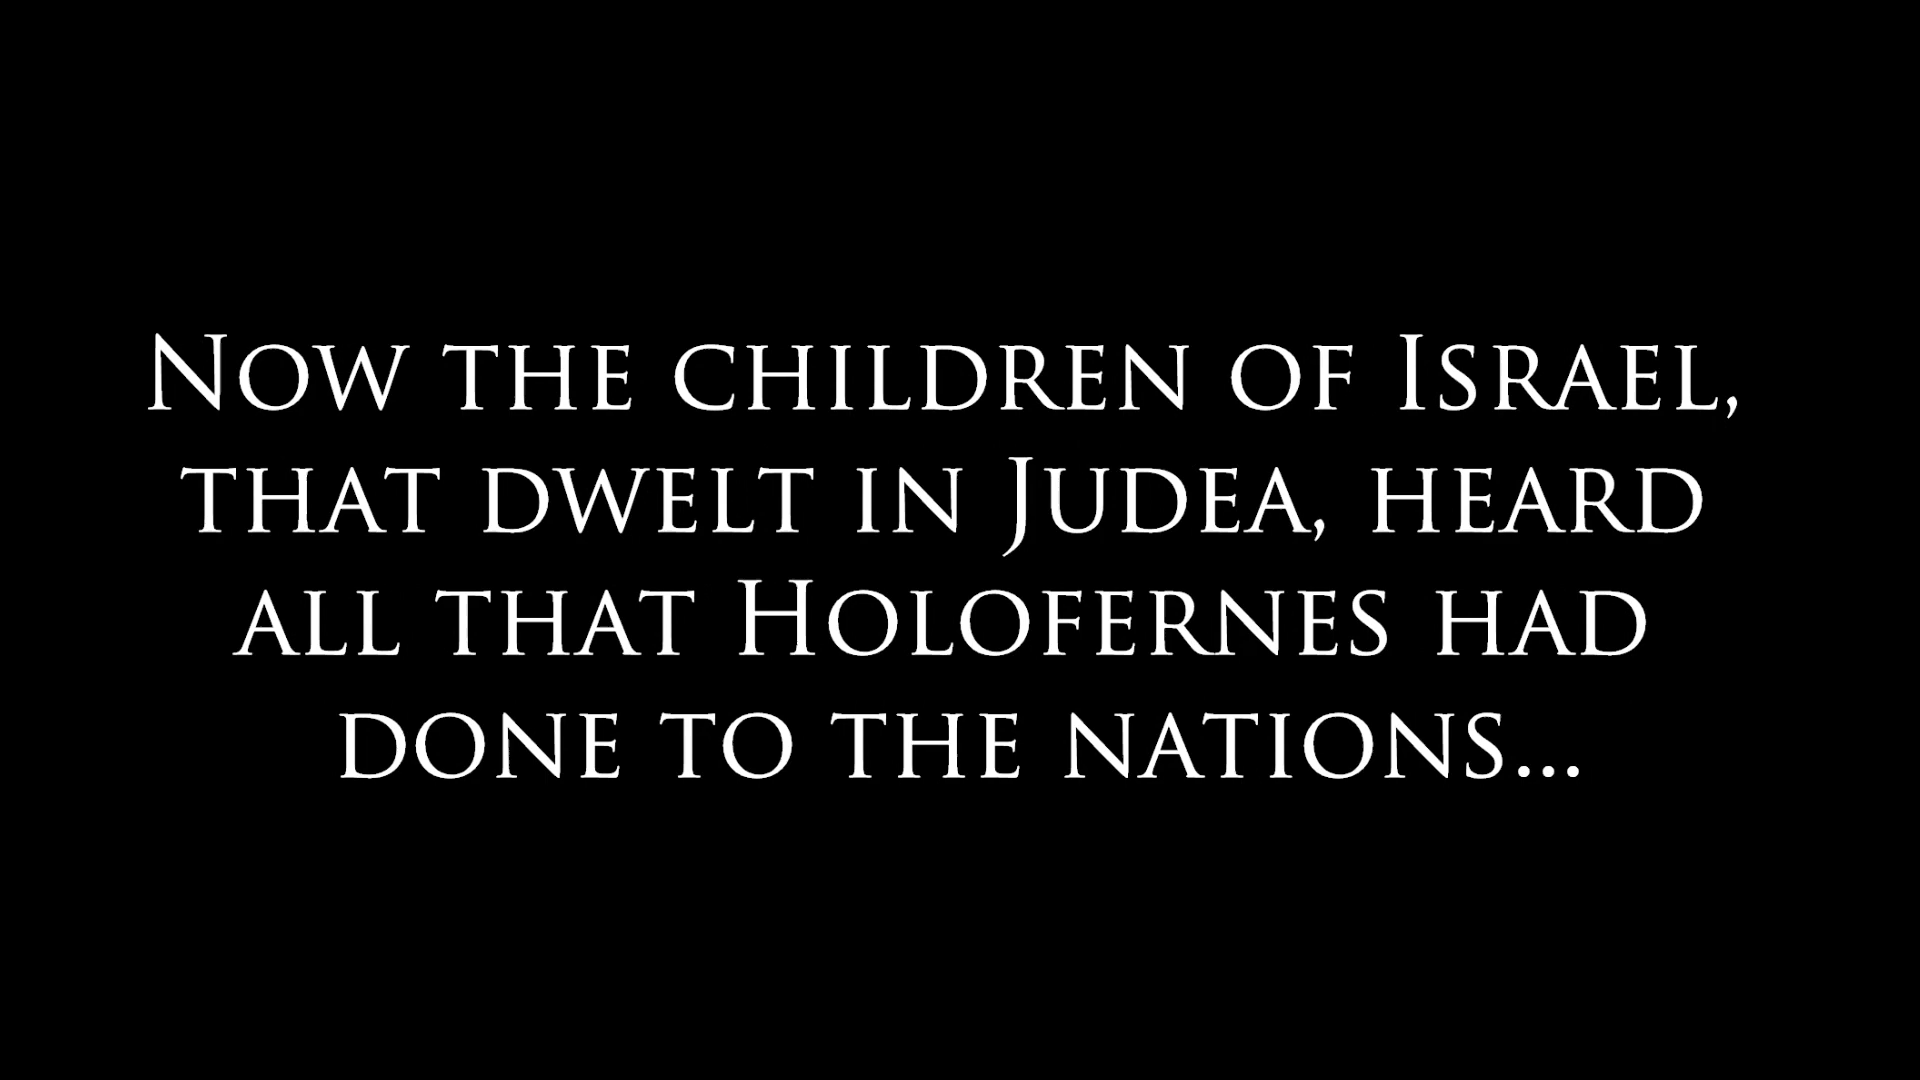 Now the children of Israel,
that dwelt in Judea, heard
all that Holofernes had
done to the nations...